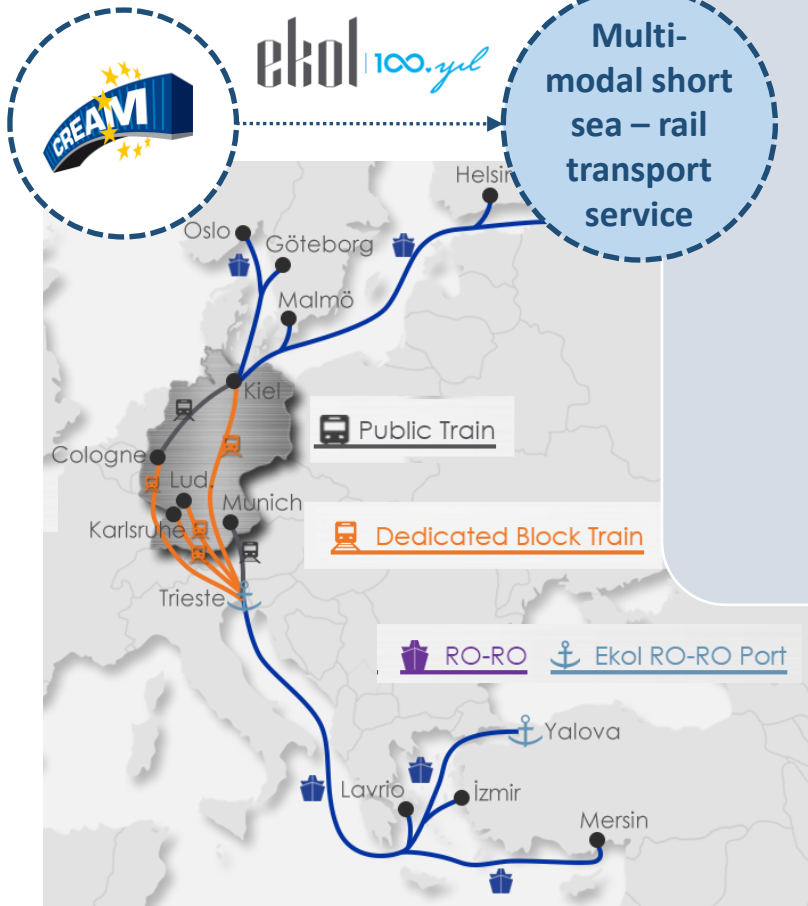 CREAM
ekol 100.yıl
Multi-
modal short
sea – rail
transport
service
Oslo
Göteborg
Malmö
Kiel
Public Train
Cologne
Lud.
Munich
Karlsruhe
Dedicated Block Train
Trieste
RO-RO
Ekol RO-RO Port
Yalova
Lavrio
İzmir
Mersin